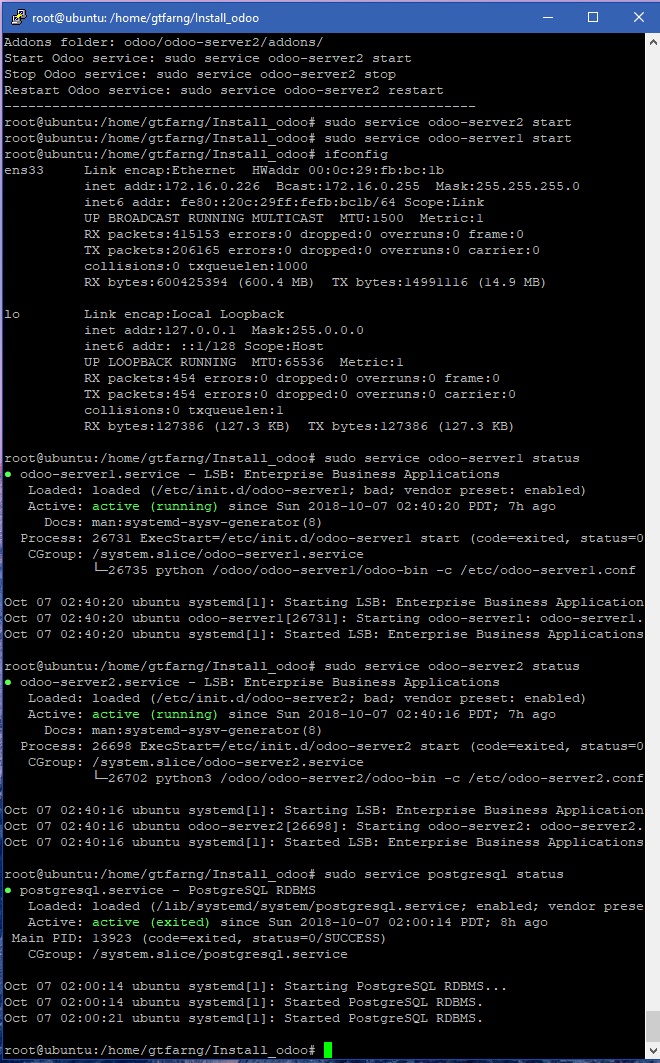 root@ubuntu: /home/gtfarng/Install_odoo
Addons folder: odoo/odoo-server2/addons/
Start Odoo service: sudo service odoo-server2 start
Stop Odoo service: sudo service odoo-server2 stop
Restart Odoo service: sudo service odoo-server2 restart
-----------------------------------------------------------
root@ubuntu:/home/gtfarng/Install_odoo# sudo service odoo-server2 start
root@ubuntu:/home/gtfarng/Install_odoo# sudo service odoo-server1 start
root@ubuntu:/home/gtfarng/Install_odoo# ifconfig
ens33     Link encap:Ethernet  HWaddr 00:0c:29:fb:bc:1b
          inet addr:172.16.0.226  Bcast:172.16.0.255  Mask:255.255.255.0
          inet6 addr: fe80::20c:29ff:fefb:bc1b/64 Scope:Link
          UP BROADCAST RUNNING MULTICAST  MTU:1500  Metric:1
          RX packets:415153 errors:0 dropped:0 overruns:0 frame:0
          TX packets:206165 errors:0 dropped:0 overruns:0 carrier:0
          collisions:0 txqueuelen:1000
          RX bytes:600425394 (600.4 MB)  TX bytes:14991116 (14.9 MB)
lo        Link encap:Local Loopback
          inet addr:127.0.0.1  Mask:255.0.0.0
          inet6 addr: ::1/128 Scope:Host
          UP LOOPBACK RUNNING  MTU:65536  Metric:1
          RX packets:454 errors:0 dropped:0 overruns:0 frame:0
          TX packets:454 errors:0 dropped:0 overruns:0 carrier:0
          collisions:0 txqueuelen:1
          RX bytes:127386 (127.3 KB)  TX bytes:127386 (127.3 KB)
root@ubuntu:/home/gtfarng/Install_odoo# sudo service odoo-server1 status
● odoo-server1.service - LSB: Enterprise Business Applications
   Loaded: loaded (/etc/init.d/odoo-server1; bad; vendor preset: enabled)
   Active: active (running) since Sun 2018-10-07 02:40:20 PDT; 7h ago
     Docs: man:systemd-sysv-generator(8)
  Process: 26731 ExecStart=/etc/init.d/odoo-server1 start (code=exited, status=0
   CGroup: /system.slice/odoo-server1.service
           └─26735 python /odoo/odoo-server1/odoo-bin -c /etc/odoo-server1.conf
Oct 07 02:40:20 ubuntu systemd[1]: Starting LSB: Enterprise Business Application
Oct 07 02:40:20 ubuntu odoo-server1[26731]: Starting odoo-server1: odoo-server1.
Oct 07 02:40:20 ubuntu systemd[1]: Started LSB: Enterprise Business Applications
root@ubuntu:/home/gtfarng/Install_odoo# sudo service odoo-server2 status
● odoo-server2.service - LSB: Enterprise Business Applications
   Loaded: loaded (/etc/init.d/odoo-server2; bad; vendor preset: enabled)
   Active: active (running) since Sun 2018-10-07 02:40:16 PDT; 7h ago
     Docs: man:systemd-sysv-generator(8)
  Process: 26698 ExecStart=/etc/init.d/odoo-server2 start (code=exited, status=0
   CGroup: /system.slice/odoo-server2.service
           └─26702 python3 /odoo/odoo-server2/odoo-bin -c /etc/odoo-server2.conf
Oct 07 02:40:16 ubuntu systemd[1]: Starting LSB: Enterprise Business Application
Oct 07 02:40:16 ubuntu odoo-server2[26698]: Starting odoo-server2: odoo-server2.
Oct 07 02:40:16 ubuntu systemd[1]: Started LSB: Enterprise Business Applications
root@ubuntu:/home/gtfarng/Install_odoo# sudo service postgresql status
● postgresql.service - PostgreSQL RDBMS
   Loaded: loaded (/lib/systemd/system/postgresql.service; enabled; vendor prese
   Active: active (exited) since Sun 2018-10-07 02:00:14 PDT; 8h ago
 Main PID: 13923 (code=exited, status=0/SUCCESS)
   CGroup: /system.slice/postgresql.service
Oct 07 02:00:14 ubuntu systemd[1]: Starting PostgreSQL RDBMS...
Oct 07 02:00:14 ubuntu systemd[1]: Started PostgreSQL RDBMS.
Oct 07 02:00:21 ubuntu systemd[1]: Started PostgreSQL RDBMS.
root@ubuntu:/home/gtfarng/Install_odoo#